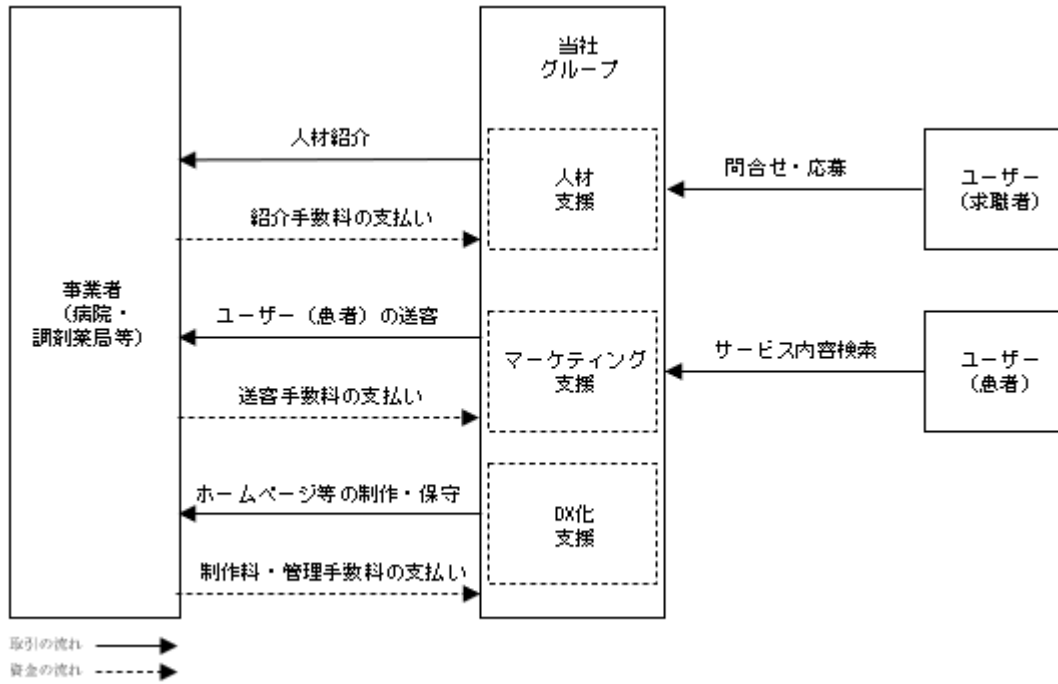 当社
グループ
人材紹介
人材
支援
問合せ・応募
ユーザー
（求職者）
紹介手数料の支払い
事業者
（病院・
調剤薬局等）
ユーザー（患者）の送客
マーケティング
支援
サービス内容検索
ユーザー
（患者）
送客手数料の支払い
ホームページ等の制作・保守
DX化
支援
制作料・管理手数料の支払い
取引の流れ
資金の流れ